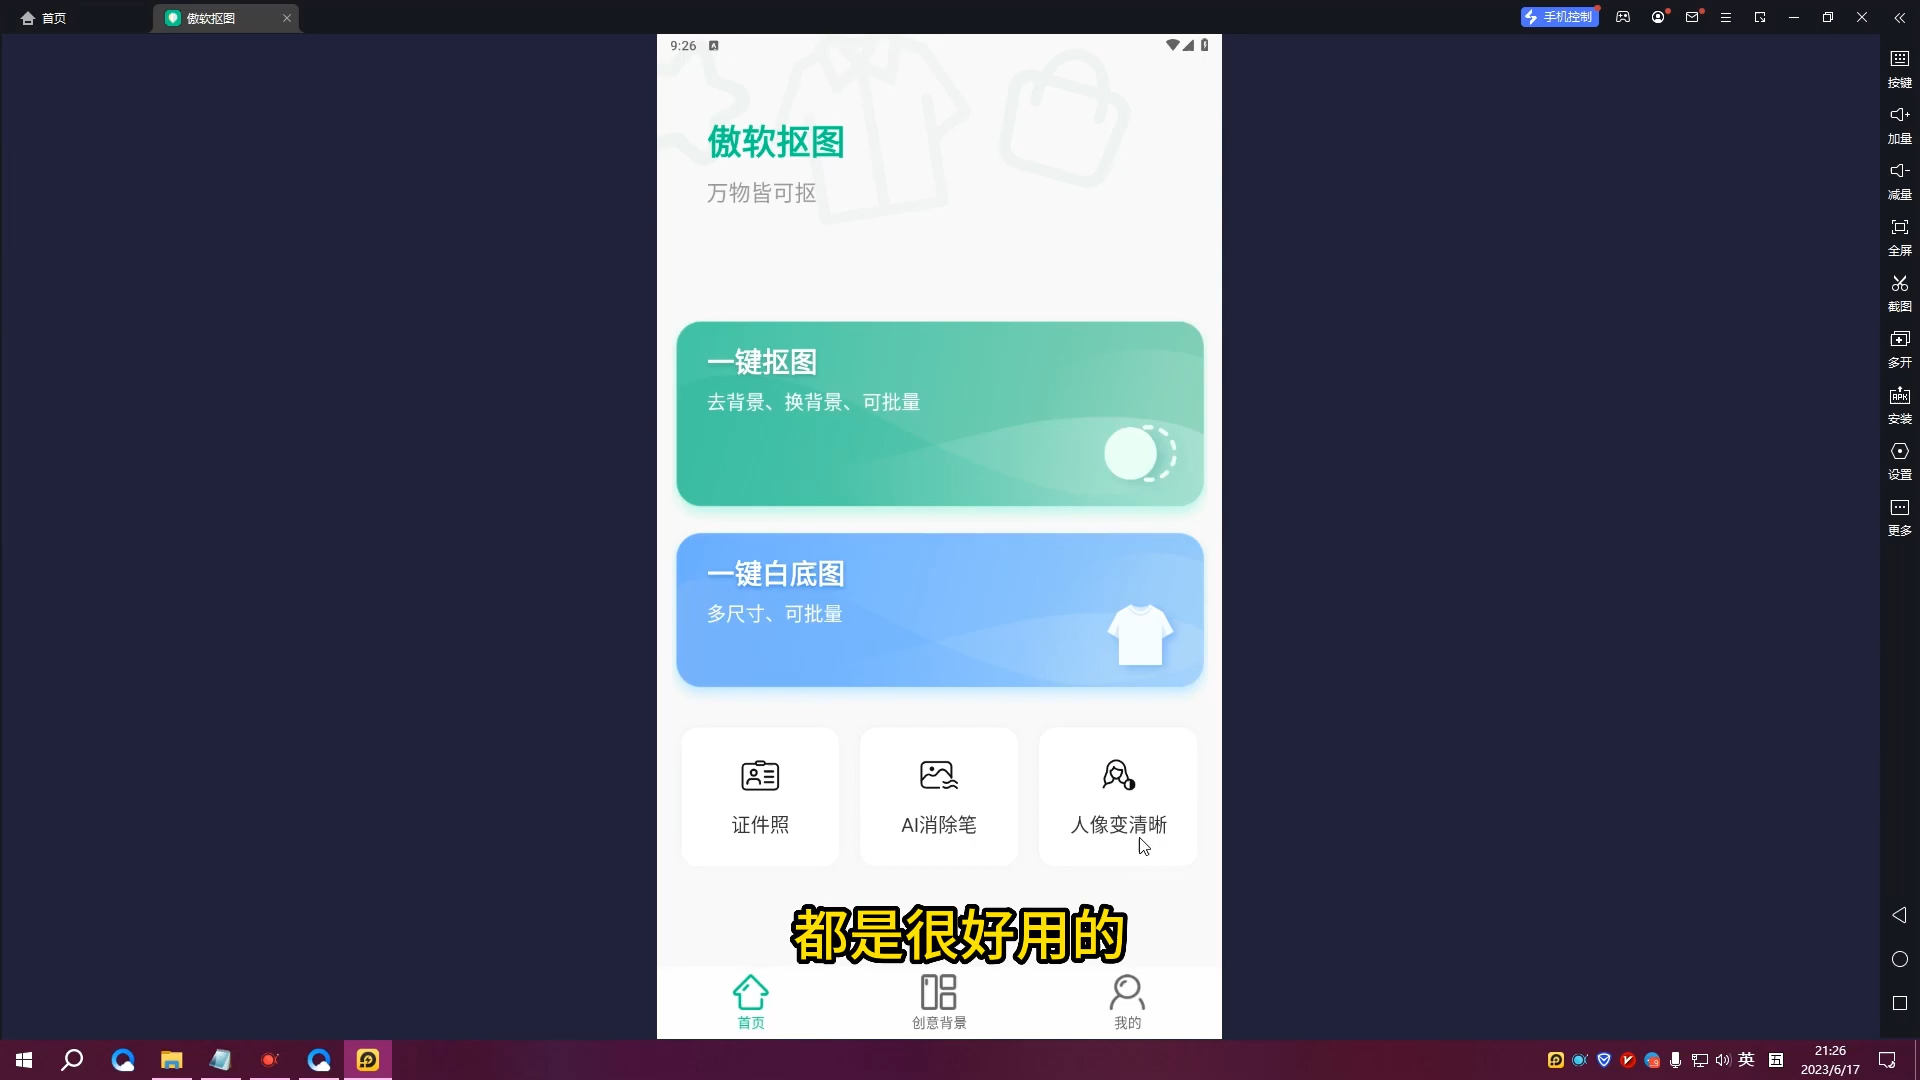 首页
傲软抠图
手机控制
9:26
傲软抠图
万物皆可抠
一键抠图
去背景、换背景、可批量
一键白底图
多尺寸、可批量
证件照
AI消除笔
人像变清晰
都是很好用的
首页
创意背景
我的
按键
加量
减量
全屏
截图
多开
APK
安装
设置
更多
英
五
21:26
2023/6/17